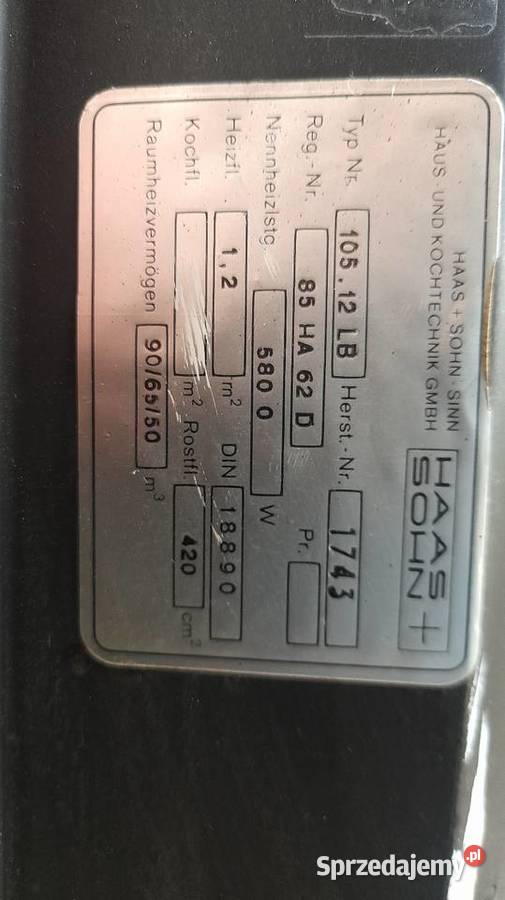 HAAS + SOHN · SINN
HAUS - UND KOCHTECHNIK GMBH
HAAS +
SOHN
Typ Nr. 105.12 LB Herst.-Nr. 1743
Reg.- Nr. 85 HA 62 D Pr.
Nennheizlstg. 5800 W
Heizfl. 1,2 m² DIN 18890
Kochfl. m² Rostfl. 420 cm²
Raumheizvermögen 90/65/50 m³
Sprzedajemy.pl